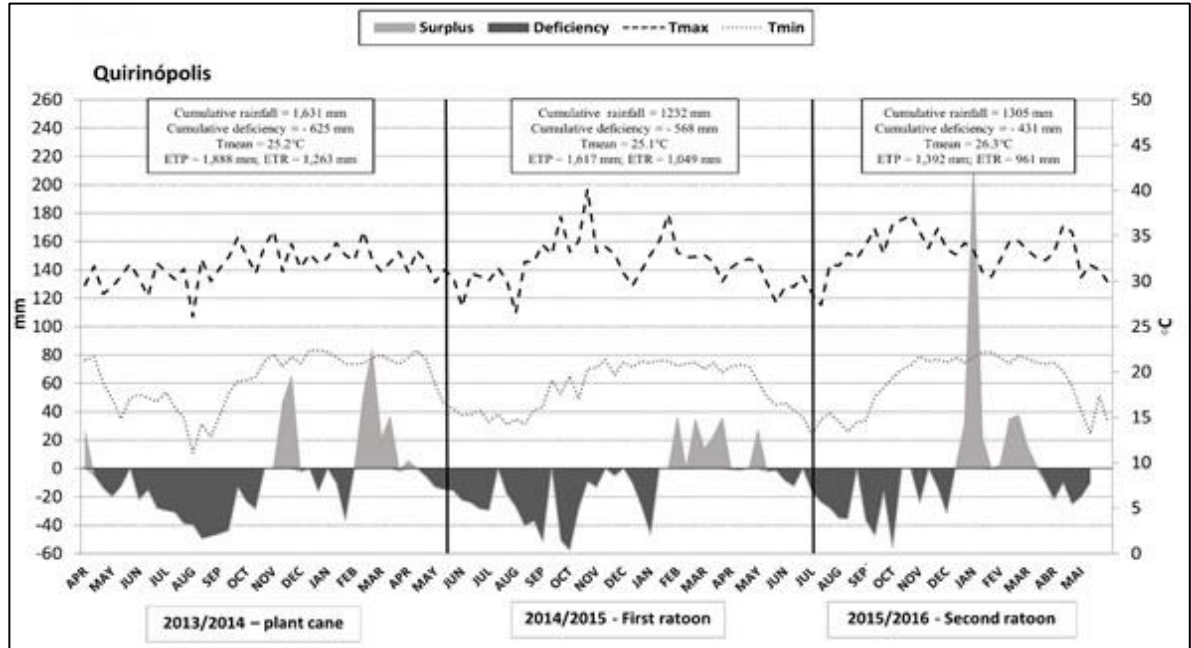 Surplus Deficiency Tmax Tmin
Quirinópolis
Cumulative rainfall = 1,631 mm
Cumulative deficiency = - 625 mm
Tmean = 25.2°C
ETP = 1,888 mm; ETR = 1,263 mm
Cumulative rainfall = 1232 mm
Cumulative deficiency = - 568 mm
Tmean = 25.1°C
ETP = 1,617 mm; ETR = 1,049 mm
Cumulative rainfall = 1305 mm
Cumulative deficiency = - 431 mm
Tmean = 26.3°C
ETP = 1,392 mm; ETR = 961 mm
260
240
220
200
180
160
140
120
100
80
60
40
20
0
-20
-40
-60
mm
50
45
40
35
30
25
20
15
10
5
0
°C
APR MAY JUN JUL AUG SEP OCT NOV DEC JAN FEB MAR APR MAY JUN JUL AUG SEP OCT NOV DEC JAN FEB MAR APR MAY JUN JUL AUG SEP OCT NOV DEC JAN FEV MAR ABR MAI
2013/2014 – plant cane
2014/2015 - First ratoon
2015/2016 - Second ratoon